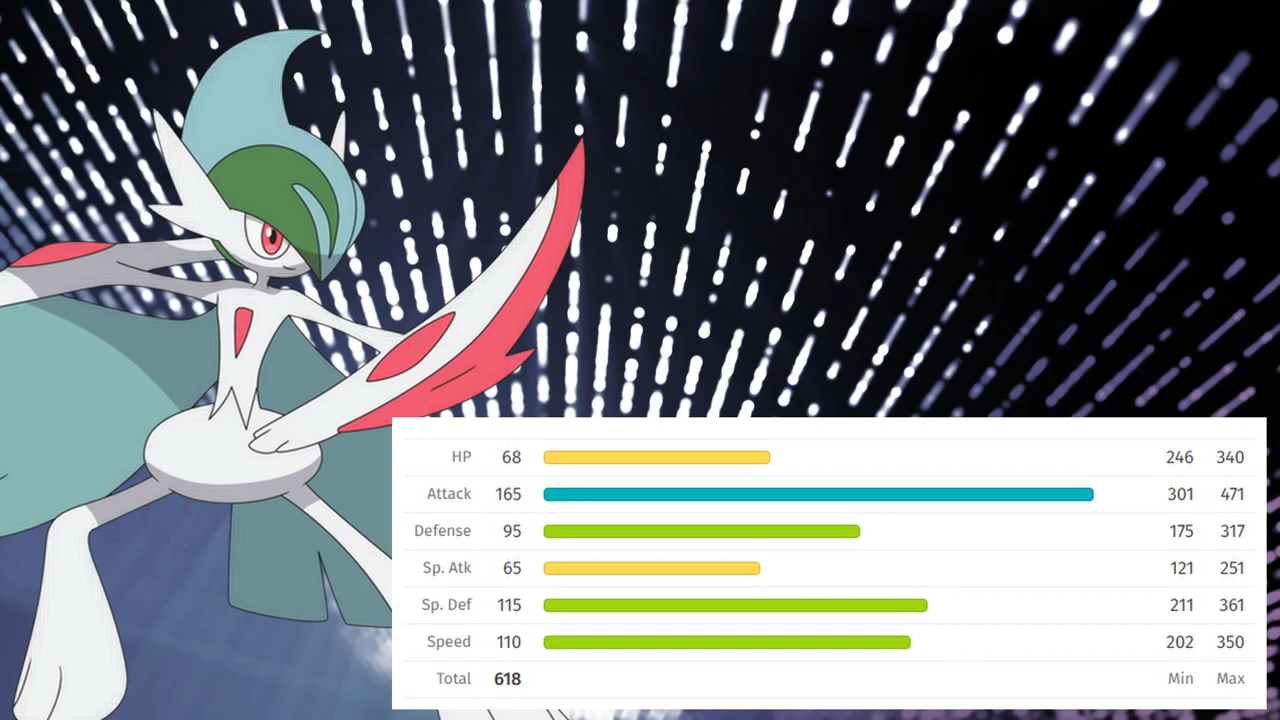 HP 68 246 340
Attack 165 301 471
Defense 95 175 317
Sp. Atk 65 121 251
Sp. Def 115 211 361
Speed 110 202 350
Total 618 Min Max